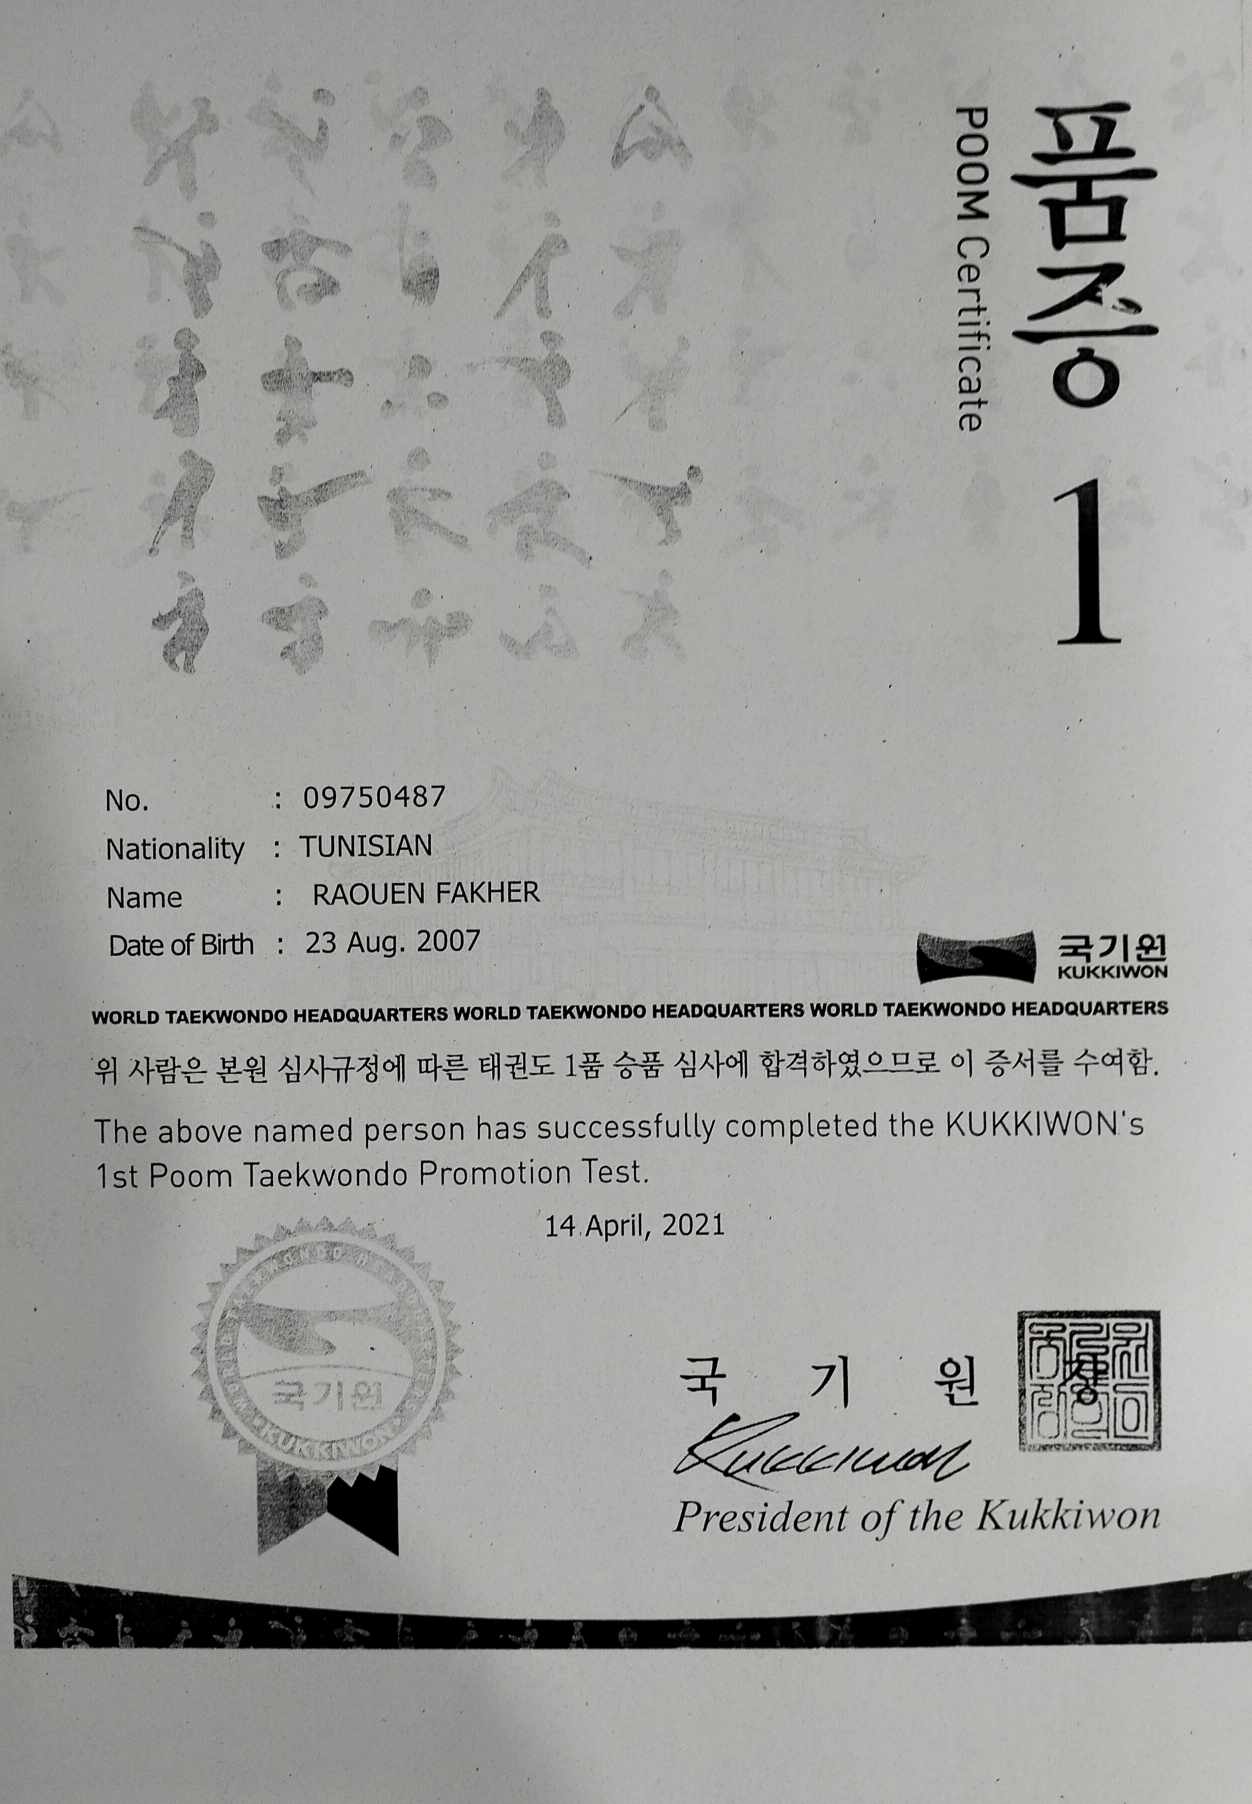 품증
POOM Certificate
1
No. : 09750487
Nationality : TUNISIAN
Name : RAOUEN FAKHER
Date of Birth : 23 Aug. 2007
국기원
KUKKIWON
WORLD TAEKWONDO HEADQUARTERS WORLD TAEKWONDO HEADQUARTERS WORLD TAEKWONDO HEADQUARTERS
위 사람은 본원 심사규정에 따른 태권도 1품 승품 심사에 합격하였으므로 이 증서를 수여함.
The above named person has successfully completed the KUKKIWON's
1st Poom Taekwondo Promotion Test.
14 April, 2021
WORLD TAEKWONDO HEADQUARTERS
국기원
KUKKIWON
국 기 원 장
Kukkiwon
President of the Kukkiwon